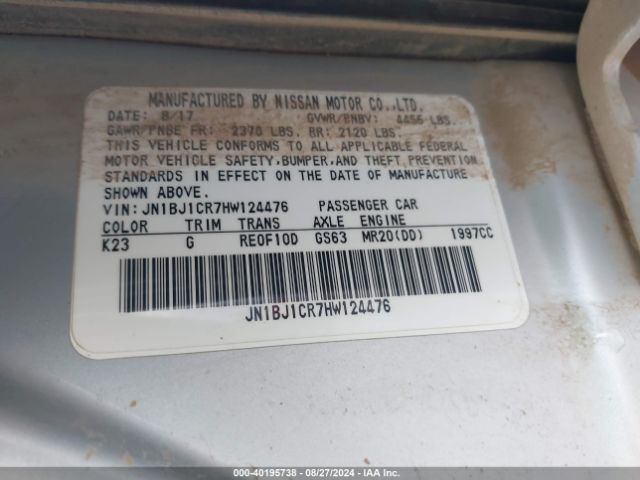 MANUFACTURED BY NISSAN MOTOR CO.,LTD.
DATE: 8/17 GVWR/PNBV: 4456 LBS.
GAWR/PNBE FR: 2370 LBS. RR: 2120 LBS.
THIS VEHICLE CONFORMS TO ALL APPLICABLE FEDERAL
MOTOR VEHICLE SAFETY,BUMPER,AND THEFT PREVENTION
STANDARDS IN EFFECT ON THE DATE OF MANUFACTURE
SHOWN ABOVE.
VIN: JN1BJ1CR7HW124476 PASSENGER CAR
COLOR TRIM TRANS AXLE ENGINE
K23 G RE0F10D GS63 MR20(DD) 1997CC
JN1BJ1CR7HW124476
000-40195738 - 08/27/2024 - IAAI.COM